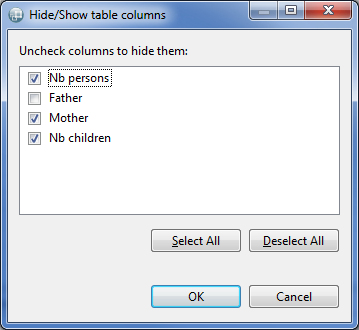 Hide/Show table columns
Uncheck columns to hide them:
Nb persons
Father
Mother
Nb children
Select All
Deselect All
OK
Cancel